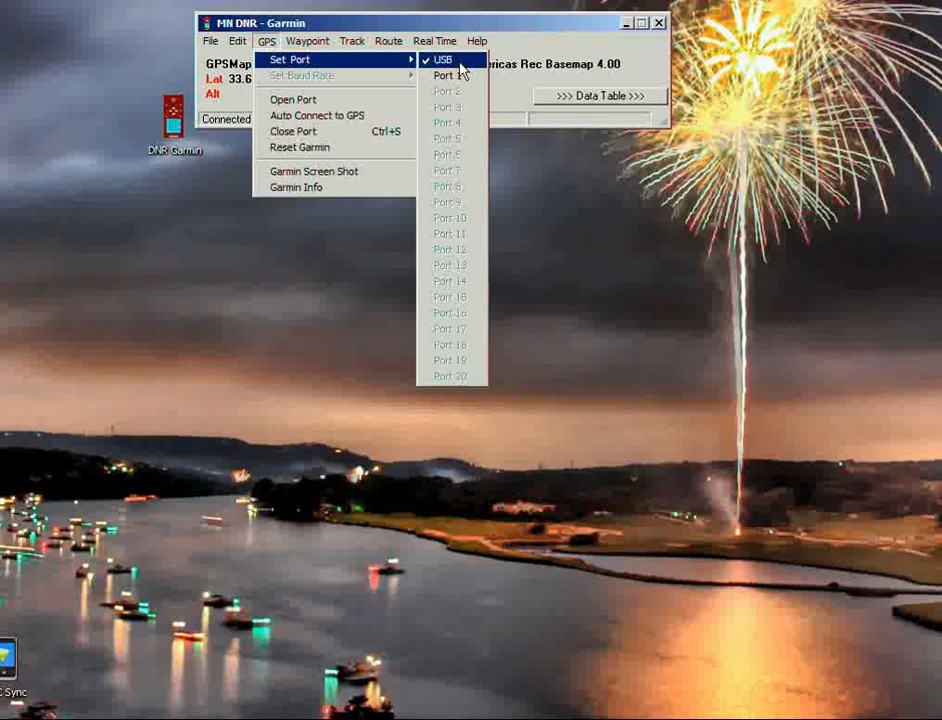 MN DNR - Garmin
File Edit GPS Waypoint Track Route Real Time Help
GPSMap
ericas Rec Basemap 4.00
Lat 33.6
Alt
>>> Data Table >>>
Connected
Set Port
Set Baud Rate
Open Port
Auto Connect to GPS
Close Port Ctrl+S
Reset Garmin
Garmin Screen Shot
Garmin Info
USB
Port 1
Port 2
Port 3
Port 4
Port 5
Port 6
Port 7
Port 8
Port 9
Port 10
Port 11
Port 12
Port 13
Port 14
Port 15
Port 16
Port 17
Port 18
Port 19
Port 20
DNR Garmin
C Sync